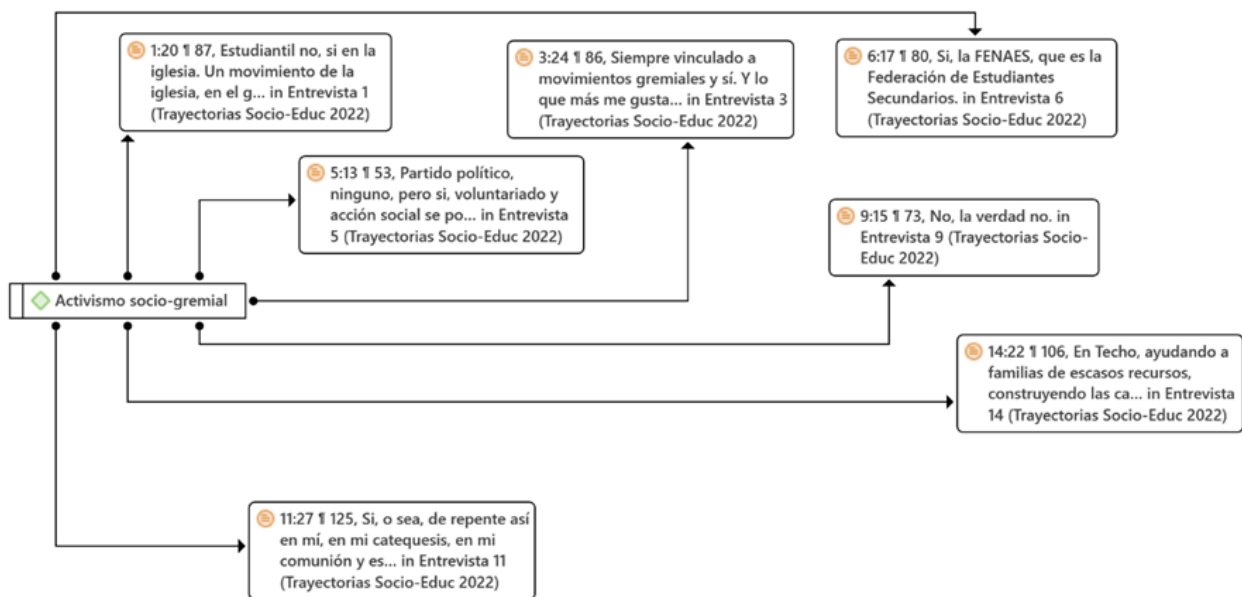 1:20 ¶ 87, Estudiantil no, si en la
iglesia. Un movimiento de la
iglesia, en el g... in Entrevista 1
(Trayectorias Socio-Educ 2022)
3:24 ¶ 86, Siempre vinculado a
movimientos gremiales y sí. Y lo
que más me gusta... in Entrevista 3
(Trayectorias Socio-Educ 2022)
6:17 ¶ 80, Si, la FENAES, que es la
Federación de Estudiantes
Secundarios. in Entrevista 6
(Trayectorias Socio-Educ 2022)
5:13 ¶ 53, Partido político,
ninguno, pero si, voluntariado y
acción social se po... in Entrevista
5 (Trayectorias Socio-Educ 2022)
9:15 ¶ 73, No, la verdad no. in
Entrevista 9 (Trayectorias Socio-
Educ 2022)
Activismo socio-gremial
14:22 ¶ 106, En Techo, ayudando a
familias de escasos recursos,
construyendo las ca... in Entrevista
14 (Trayectorias Socio-Educ 2022)
11:27 ¶ 125, Si, o sea, de repente así
en mí, en mi catequesis, en mi
comunión y es... in Entrevista 11
(Trayectorias Socio-Educ 2022)